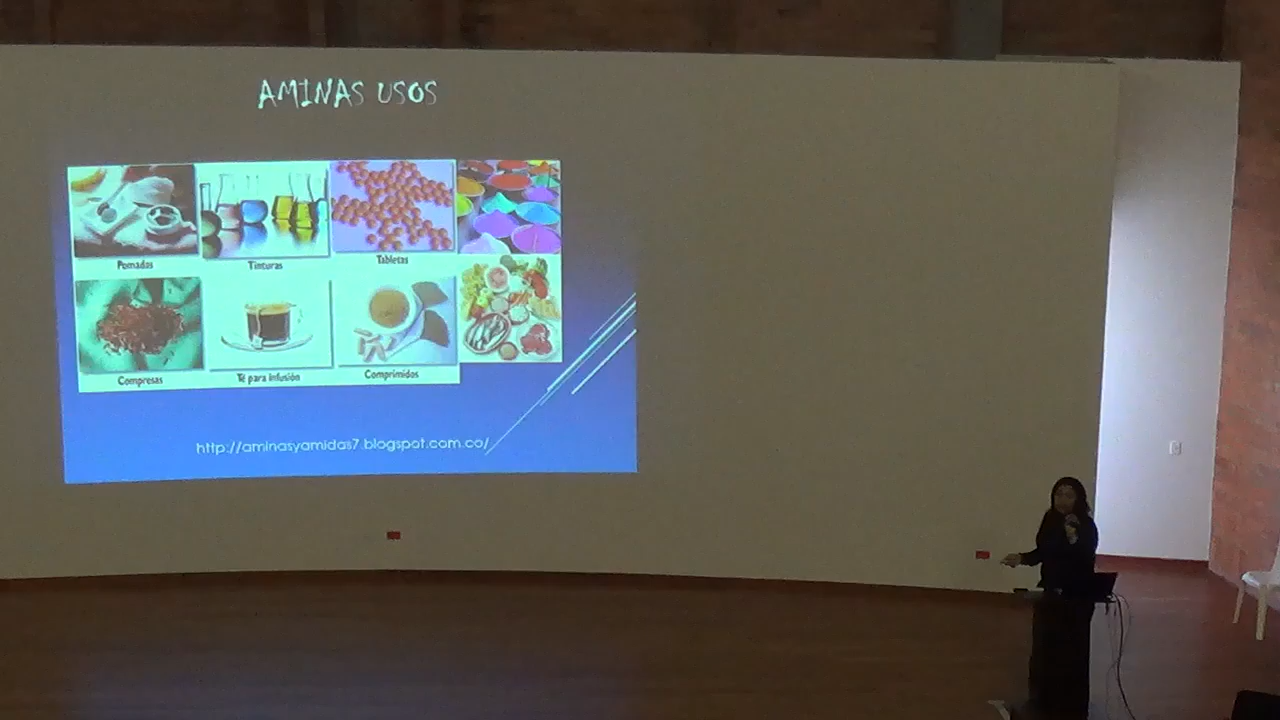 AMINAS USOS
Pomadas
Tinturas
Tabletas
Compresas
Té para infusión
Comprimidos
http://aminasyamidas7.blogspot.com.co/